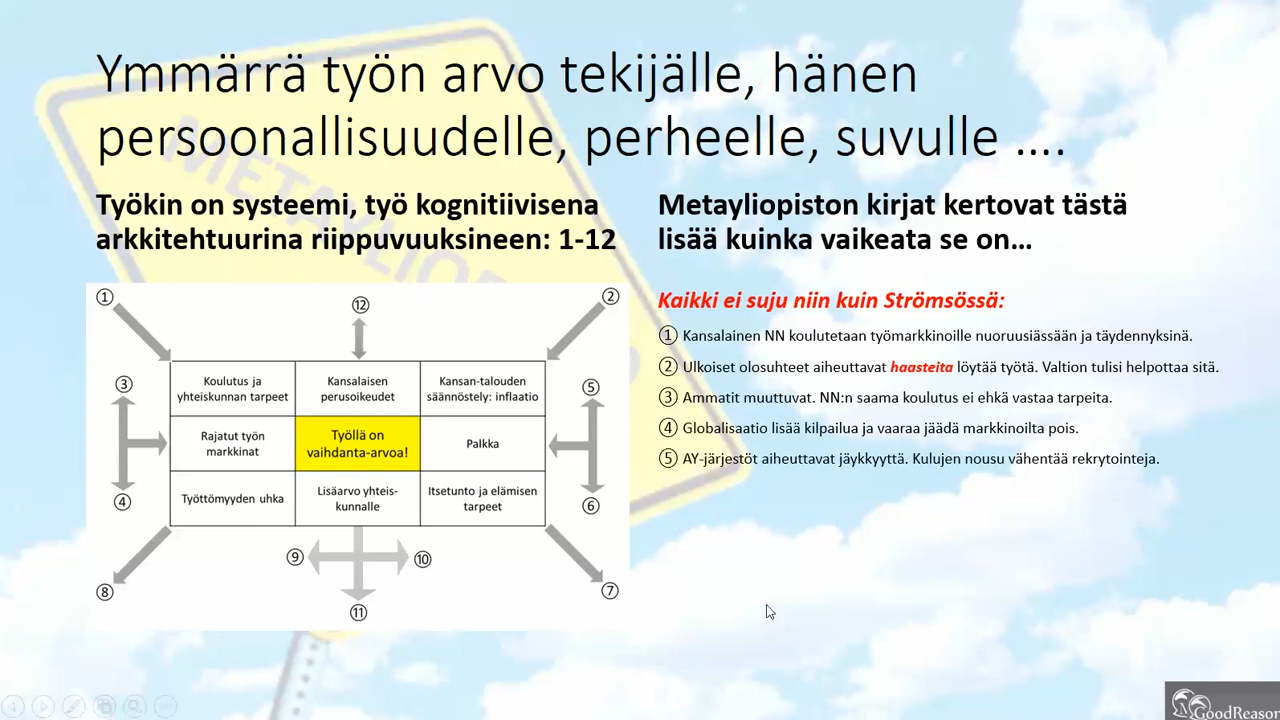 Ymmärrä työn arvo tekijälle, hänen
persoonallisuudelle, perheelle, suvulle ….
Työkin on systeemi, työ kognitiivisena
arkkitehtuurina riippuvuuksineen: 1-12
Metayliopiston kirjat kertovat tästä
lisää kuinka vaikeata se on…
① ② ③ ④ ⑤ ⑥ ⑦ ⑧ ⑨ ⑩ ⑪ ⑫
Koulutus ja
yhteiskunnan tarpeet
Kansalaisen
perusoikeudet
Kansan-talouden
säännöstely: inflaatio
Rajatut työn
markkinat
Työllä on
vaihdanta-arvoa!
Palkka
Työttömyyden uhka
Lisäarvo yhteis-
kunnalle
Itsetunto ja elämisen
tarpeet
Kaikki ei suju niin kuin Strömsössä:
① Kansalainen NN koulutetaan työmarkkinoille nuoruusiässään ja täydennyksinä.
② Ulkoiset olosuhteet aiheuttavat haasteita löytää työtä. Valtion tulisi helpottaa sitä.
③ Ammatit muuttuvat. NN:n saama koulutus ei ehkä vastaa tarpeita.
④ Globalisaatio lisää kilpailua ja vaaraa jäädä markkinoilta pois.
⑤ AY-järjestöt aiheuttavat jäykkyyttä. Kulujen nousu vähentää rekrytointeja.
GoodReason